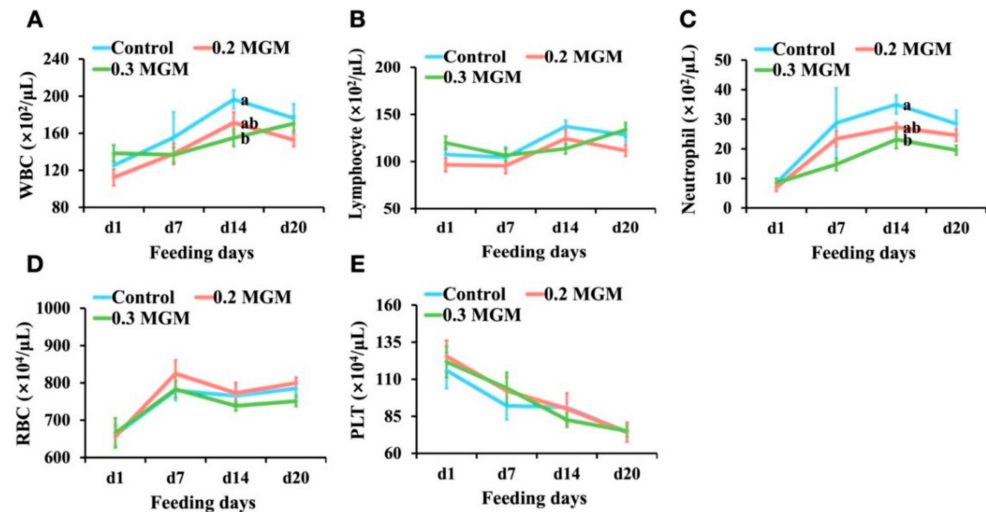 A
Control 0.2 MGM
0.3 MGM
WBC (×10²/μL)
240
200
160
120
80
a
ab
b
d1 d7 d14 d20
Feeding days
B
Control 0.2 MGM
0.3 MGM
Lymphocyte (×10²/μL)
200
150
100
50
d1 d7 d14 d20
Feeding days
C
Control 0.2 MGM
0.3 MGM
Neutrophil (×10²/μL)
50
40
30
20
10
0
a
ab
b
d1 d7 d14 d20
Feeding days
D
Control 0.2 MGM
0.3 MGM
RBC (×10⁴/μL)
1000
900
800
700
600
d1 d7 d14 d20
Feeding days
E
Control 0.2 MGM
0.3 MGM
PLT (×10⁴/μL)
160
135
110
85
60
d1 d7 d14 d20
Feeding days